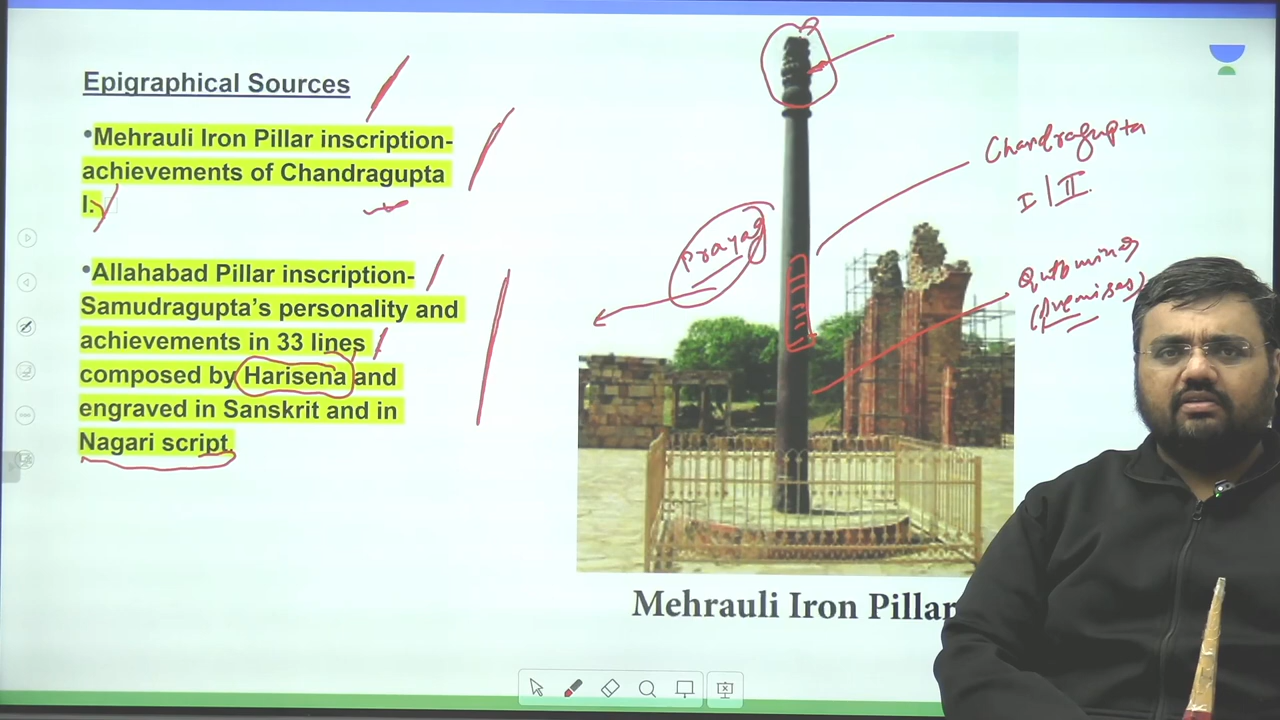 Epigraphical Sources
•Mehrauli Iron Pillar inscription-
achievements of Chandragupta
I.
•Allahabad Pillar inscription-
Samudragupta's personality and
achievements in 33 lines
composed by Harisena and
engraved in Sanskrit and in
Nagari script.
Prayag
Chandragupta
I / II.
Qutb minar
(Premises)
Mehrauli Iron Pillar